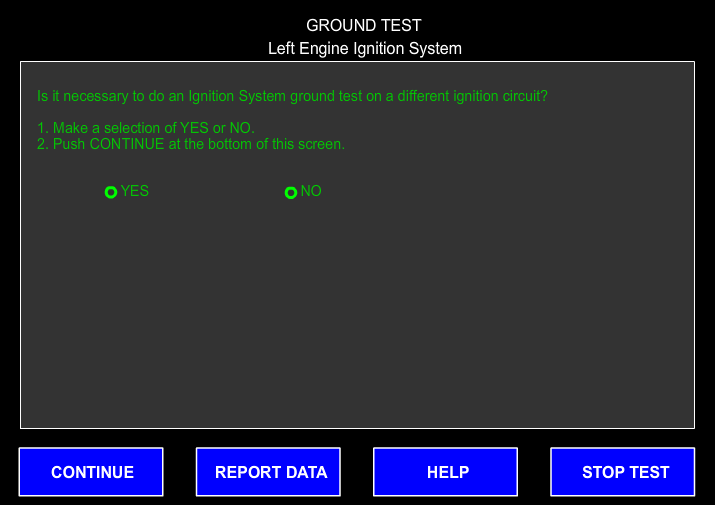 GROUND TEST
Left Engine Ignition System
Is it necessary to do an Ignition System ground test on a different ignition circuit?
1. Make a selection of YES or NO.
2. Push CONTINUE at the bottom of this screen.
YES NO
CONTINUE REPORT DATA HELP STOP TEST